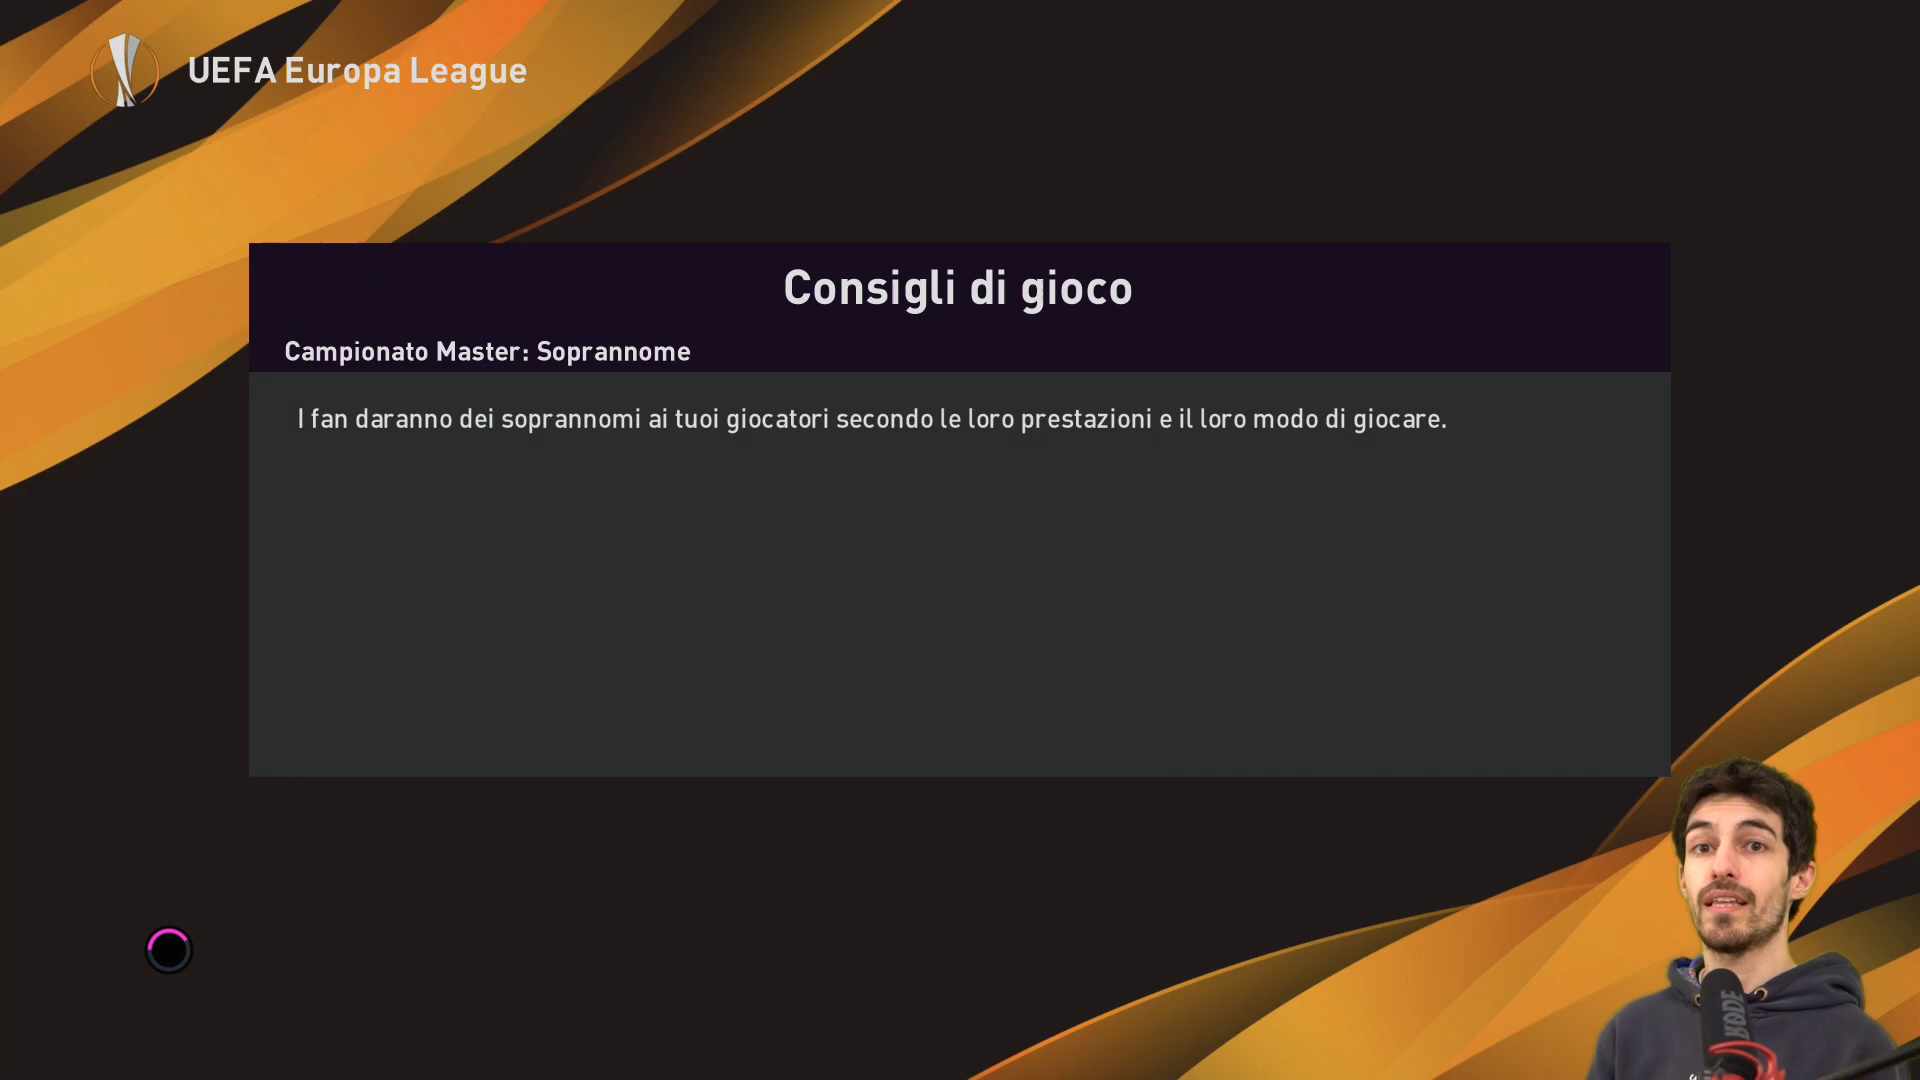 UEFA Europa League
Consigli di gioco
Campionato Master: Soprannome
I fan daranno dei soprannomi ai tuoi giocatori secondo le loro prestazioni e il loro modo di giocare.
RODE